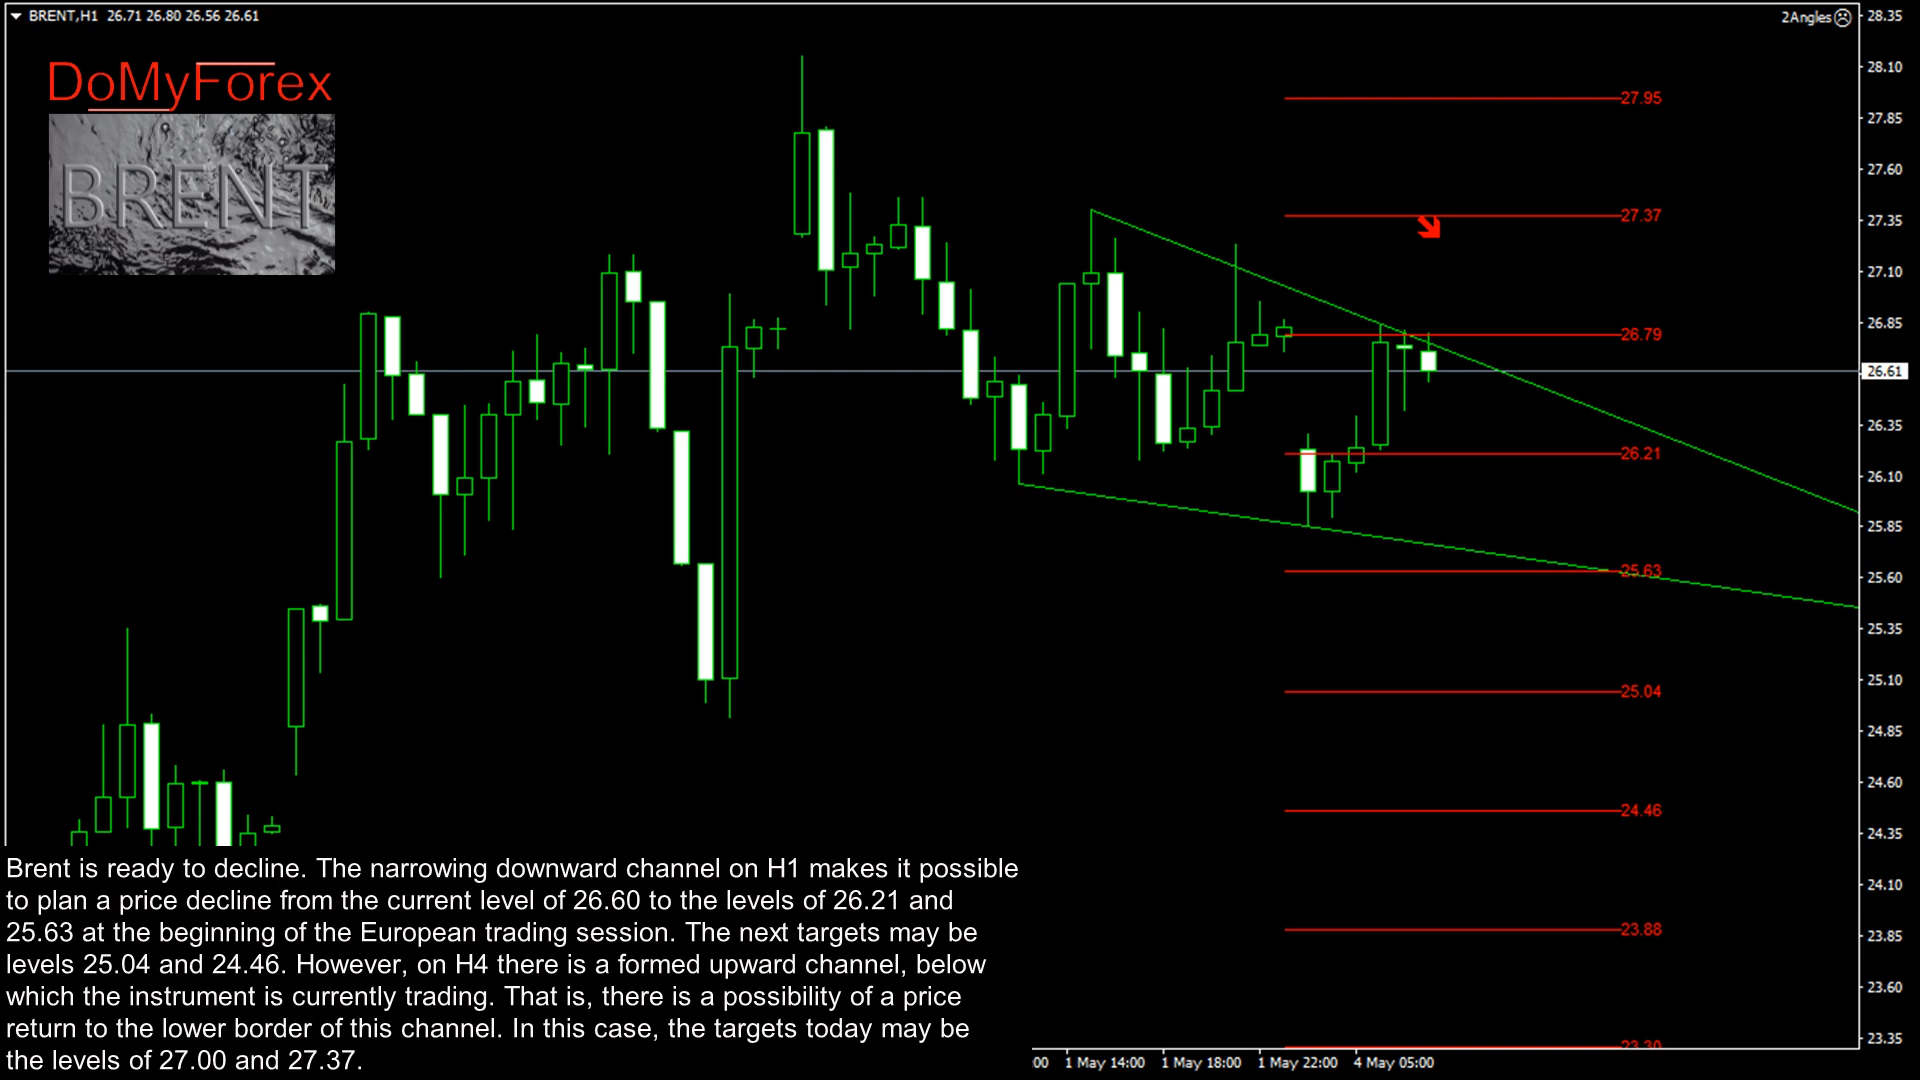 BRENT,H1 26.71 26.80 26.56 26.61
2Angles
DoMyForex
BRENT
28.35
28.10
27.85
27.60
27.35
27.10
26.85
26.61
26.35
26.10
25.85
25.60
25.35
25.10
24.85
24.60
24.35
24.10
23.85
23.60
23.35
27.95
27.37
26.79
26.21
25.63
25.04
24.46
23.88
23.30
Brent is ready to decline. The narrowing downward channel on H1 makes it possible
to plan a price decline from the current level of 26.60 to the levels of 26.21 and
25.63 at the beginning of the European trading session. The next targets may be
levels 25.04 and 24.46. However, on H4 there is a formed upward channel, below
which the instrument is currently trading. That is, there is a possibility of a price
return to the lower border of this channel. In this case, the targets today may be
the levels of 27.00 and 27.37.
:00 1 May 14:00 1 May 18:00 1 May 22:00 4 May 05:00